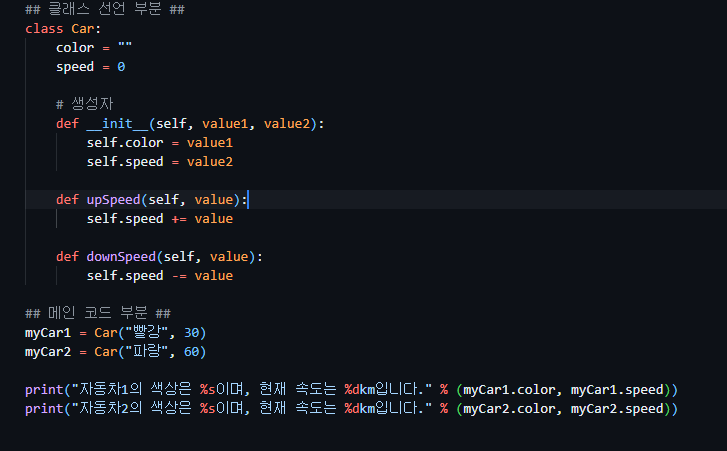 ## 클래스 선언 부분 ##
class Car:
    color = ""
    speed = 0
    # 생성자
    def __init__(self, value1, value2):
        self.color = value1
        self.speed = value2
    def upSpeed(self, value):
        self.speed += value
    def downSpeed(self, value):
        self.speed -= value
## 메인 코드 부분 ##
myCar1 = Car("빨강", 30)
myCar2 = Car("파랑", 60)
print("자동차1의 색상은 %s이며, 현재 속도는 %dkm입니다." % (myCar1.color, myCar1.speed))
print("자동차2의 색상은 %s이며, 현재 속도는 %dkm입니다." % (myCar2.color, myCar2.speed))